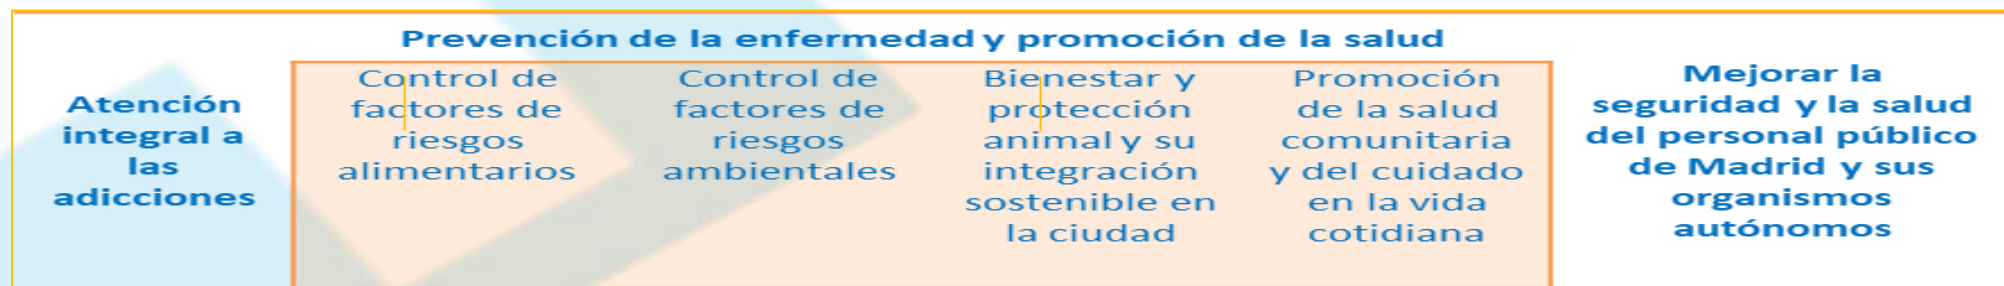 Prevención de la enfermedad y promoción de la salud
Atención
integral a
las
adicciones
Control de
factores de
riesgos
alimentarios
Control de
factores de
riesgos
ambientales
Bienestar y
protección
animal y su
integración
sostenible en
la ciudad
Promoción
de la salud
comunitaria
y del cuidado
en la vida
cotidiana
Mejorar la
seguridad y la salud
del personal público
de Madrid y sus
organismos
autónomos